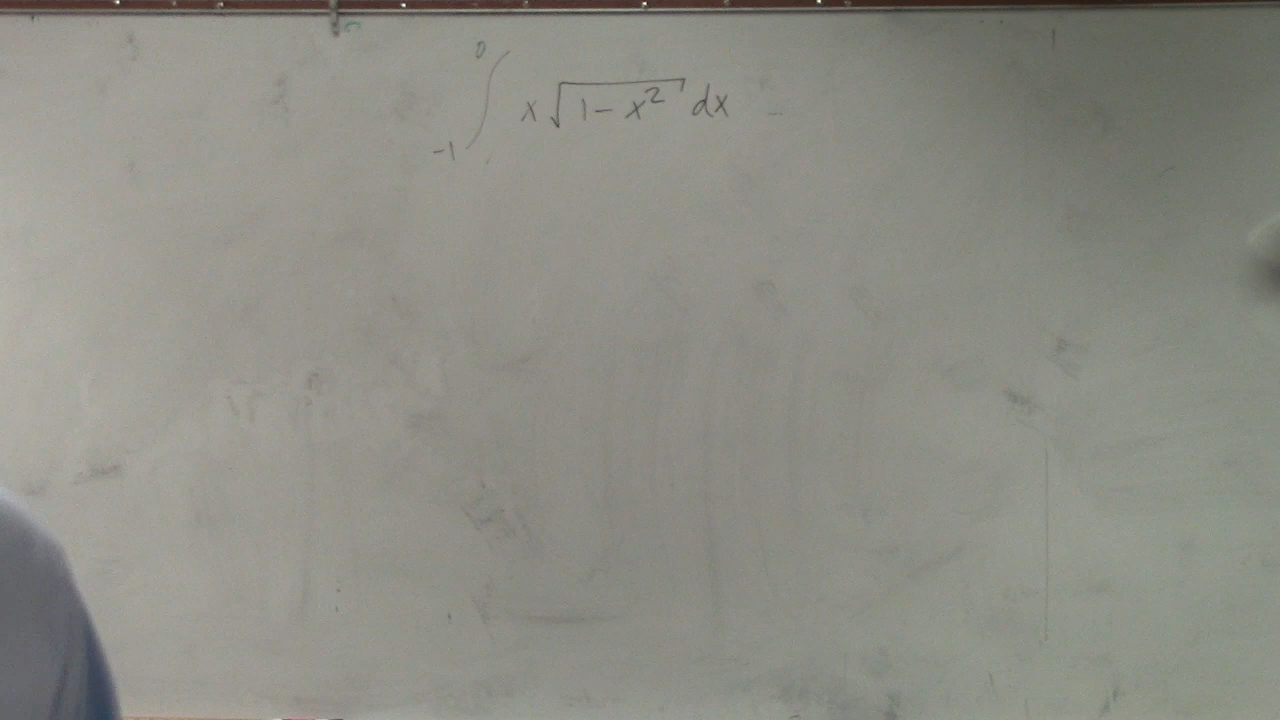 ∫_{-1}^{0} x√(1-x²) dx